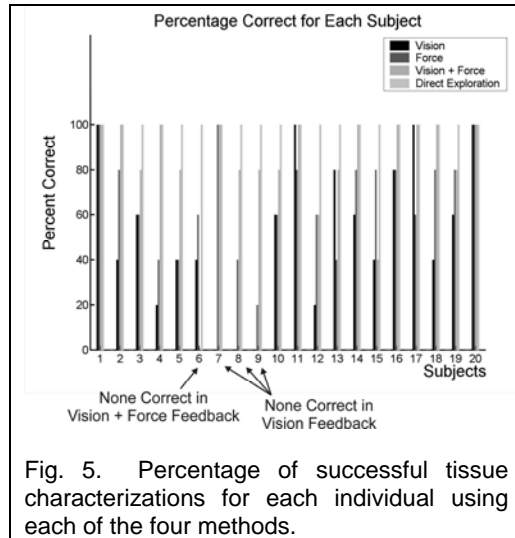 Percentage Correct for Each Subject
Vision
Force
Vision + Force
Direct Exploration
Percent Correct
100
80
60
40
20
0
1 2 3 4 5 6 7 8 9 10 11 12 13 14 15 16 17 18 19 20
Subjects
None Correct in
Vision + Force Feedback
None Correct in
Vision Feedback
Fig. 5. Percentage of successful tissue
characterizations for each individual using
each of the four methods.